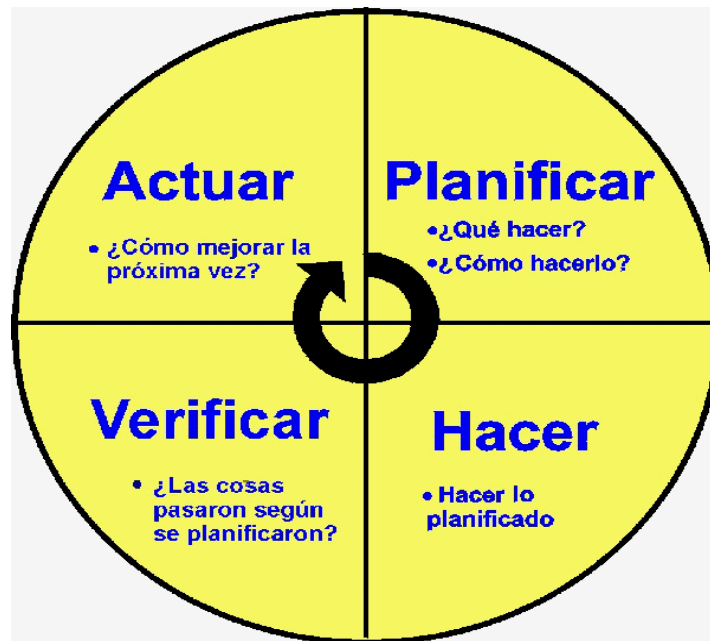 Actuar
• ¿Cómo mejorar la
próxima vez?
Planificar
•¿Qué hacer?
•¿Cómo hacerlo?
Verificar
• ¿Las cosas
pasaron según
se planificaron?
Hacer
• Hacer lo
planificado